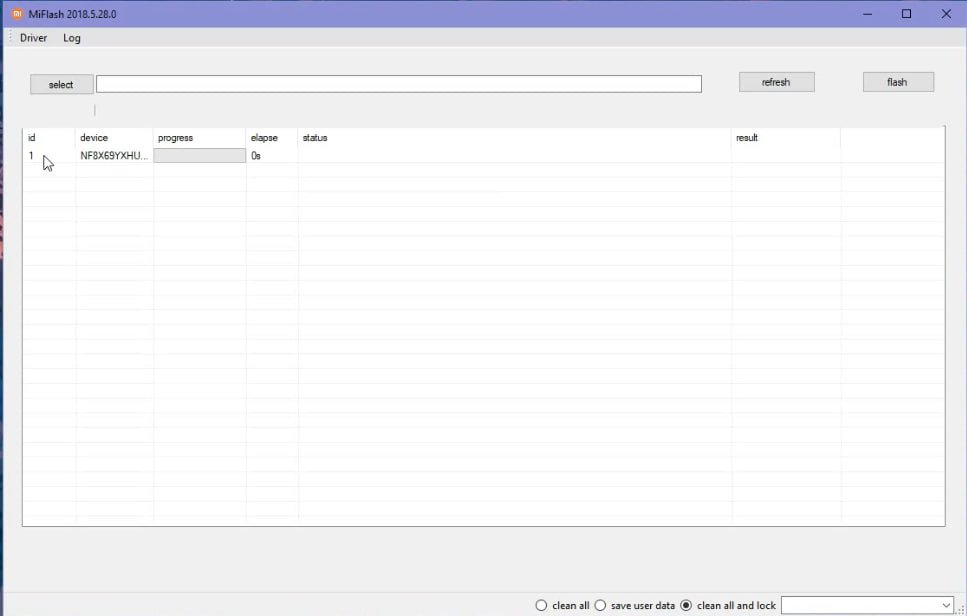 MiFlash 2018.5.28.0
Driver Log
select refresh flash
id device progress elapse status result
1 NF8X69YXHU... 0s
clean all save user data clean all and lock